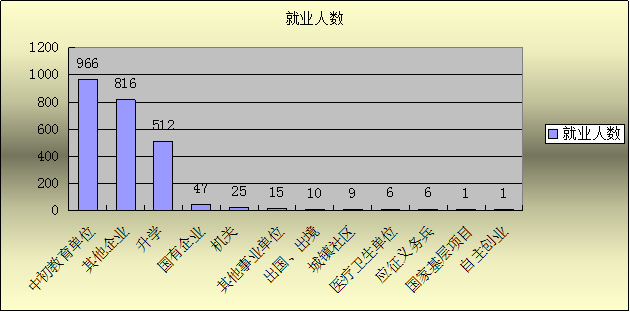 就业人数
1200
1000
800
600
400
200
0
966
816
512
47
25
15
10
9
6
6
1
1
中初教育单位
其他企业
升学
国有企业
机关
其他事业单位
出国、出境
城镇社区
医疗卫生单位
应征义务兵
国家基层项目
自主创业
就业人数